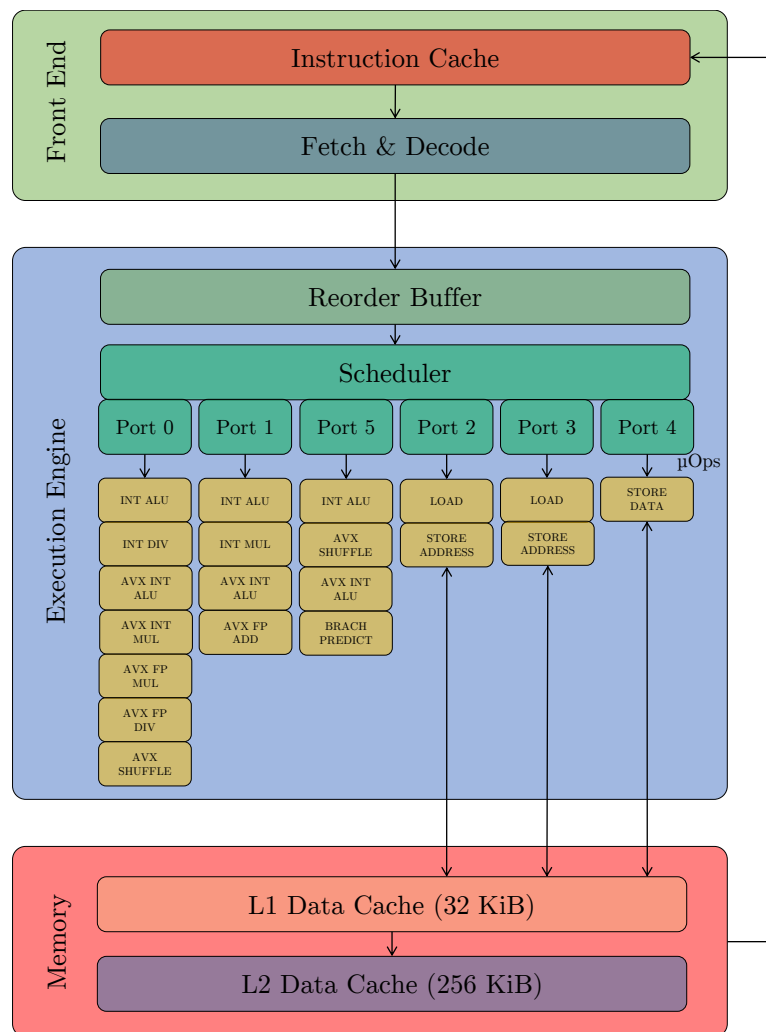 Front End
Instruction Cache
Fetch & Decode
Execution Engine
Reorder Buffer
Scheduler
Port 0
Port 1
Port 5
Port 2
Port 3
Port 4
µOps
INT ALU
INT DIV
AVX INT
ALU
AVX INT
MUL
AVX FP
MUL
AVX FP
DIV
AVX
SHUFFLE
INT ALU
INT MUL
AVX INT
ALU
AVX FP
ADD
INT ALU
AVX
SHUFFLE
AVX INT
ALU
BRACH
PREDICT
LOAD
STORE
ADDRESS
LOAD
STORE
ADDRESS
STORE
DATA
Memory
L1 Data Cache (32 KiB)
L2 Data Cache (256 KiB)